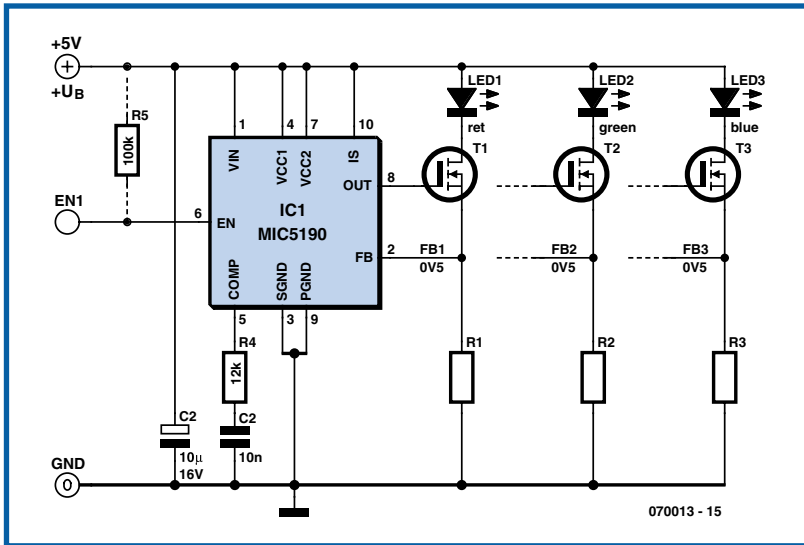 +5V
+UB
R5
100k
EN1
GND
C2
10µ
16V
1
4
7
10
VIN
VCC1
VCC2
IS
OUT
8
6
EN
IC1
MIC5190
FB
2
COMP
SGND
PGND
5
3
9
R4
12k
C2
10n
LED1
ret
T1
FB1
0V5
R1
LED2
green
T2
FB2
0V5
R2
LED3
blue
T3
FB3
0V5
R3
070013 - 15